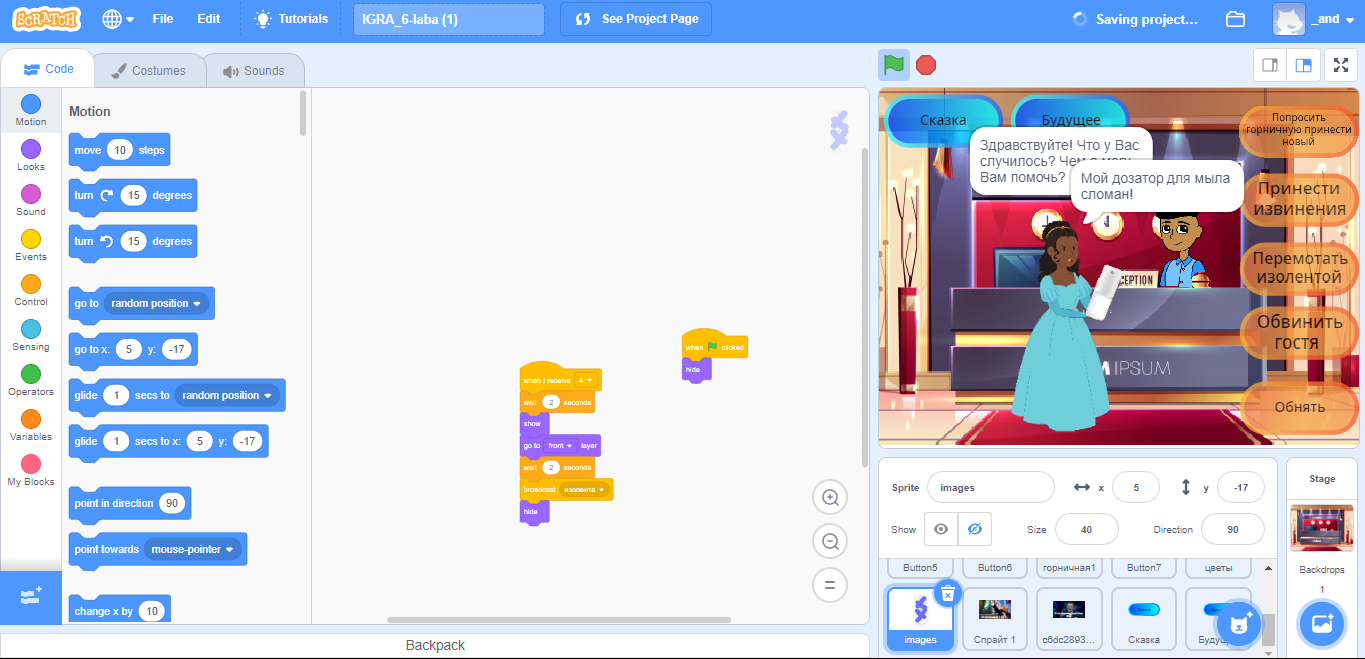 SCRATCH
File
Edit
Tutorials
IGRA_6-laba (1)
See Project Page
Saving project...
_and
Code
Costumes
Sounds
Motion
Looks
Sound
Events
Control
Sensing
Operators
Variables
My Blocks
Motion
move 10 steps
turn 15 degrees
turn 15 degrees
go to random position
go to x: 5 y: -17
glide 1 secs to random position
glide 1 secs to x: 5 y: -17
point in direction 90
point towards mouse-pointer
change x by 10
when I receive 4
wait 2 seconds
show
go to front layer
wait 2 seconds
broadcast изолента
hide
when clicked
hide
Backpack
Сказка
Будущее
Здравствуйте! Что у Вас
случилось? Чем я могу
Вам помочь?
Мой дозатор для мыла
сломан!
Попросить
горничную принести
новый
Принести
извинения
Перемотать
изолентой
Обвинить
гостя
Обнять
RECEPTION
M IPSUM
Sprite images x 5 y -17
Show Size 40 Direction 90
Button5
Button6
горничная1
Button7
цветы
images
Спрайт 1
c6dc2893...
Сказка
Stage
Backdrops
1